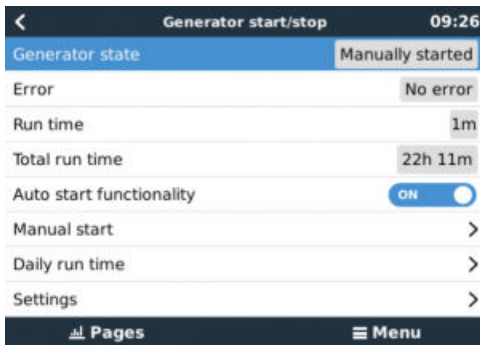 Generator start/stop 09:26
Generator state Manually started
Error No error
Run time 1m
Total run time 22h 11m
Auto start functionality ON
Manual start
Daily run time
Settings
Pages Menu